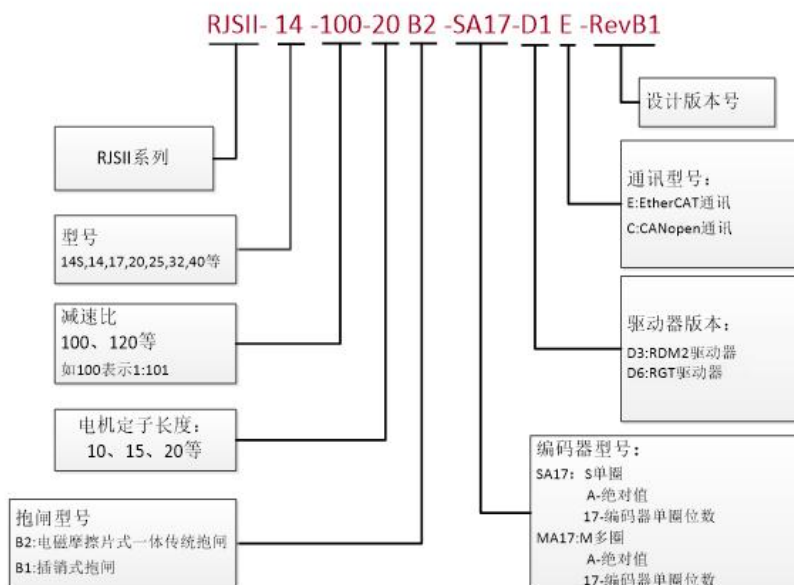 RJSII-14-100-20 B2-SA17-D1 E-RevB1
设计版本号
RJSII系列
通讯型号：
E:EtherCAT通讯
C:CANopen通讯
型号
14S,14,17,20,25,32,40等
减速比
100、120等
如100表示1:101
驱动器版本：
D3:RDM2驱动器
D6:RGT驱动器
电机定子长度：
10、15、20等
编码器型号：
SA17：S单圈
A-绝对值
17-编码器单圈位数
MA17:M多圈
A-绝对值
17-编码器单圈位数
抱闸型号
B2:电磁摩擦片式一体传统抱闸
B1:插销式抱闸